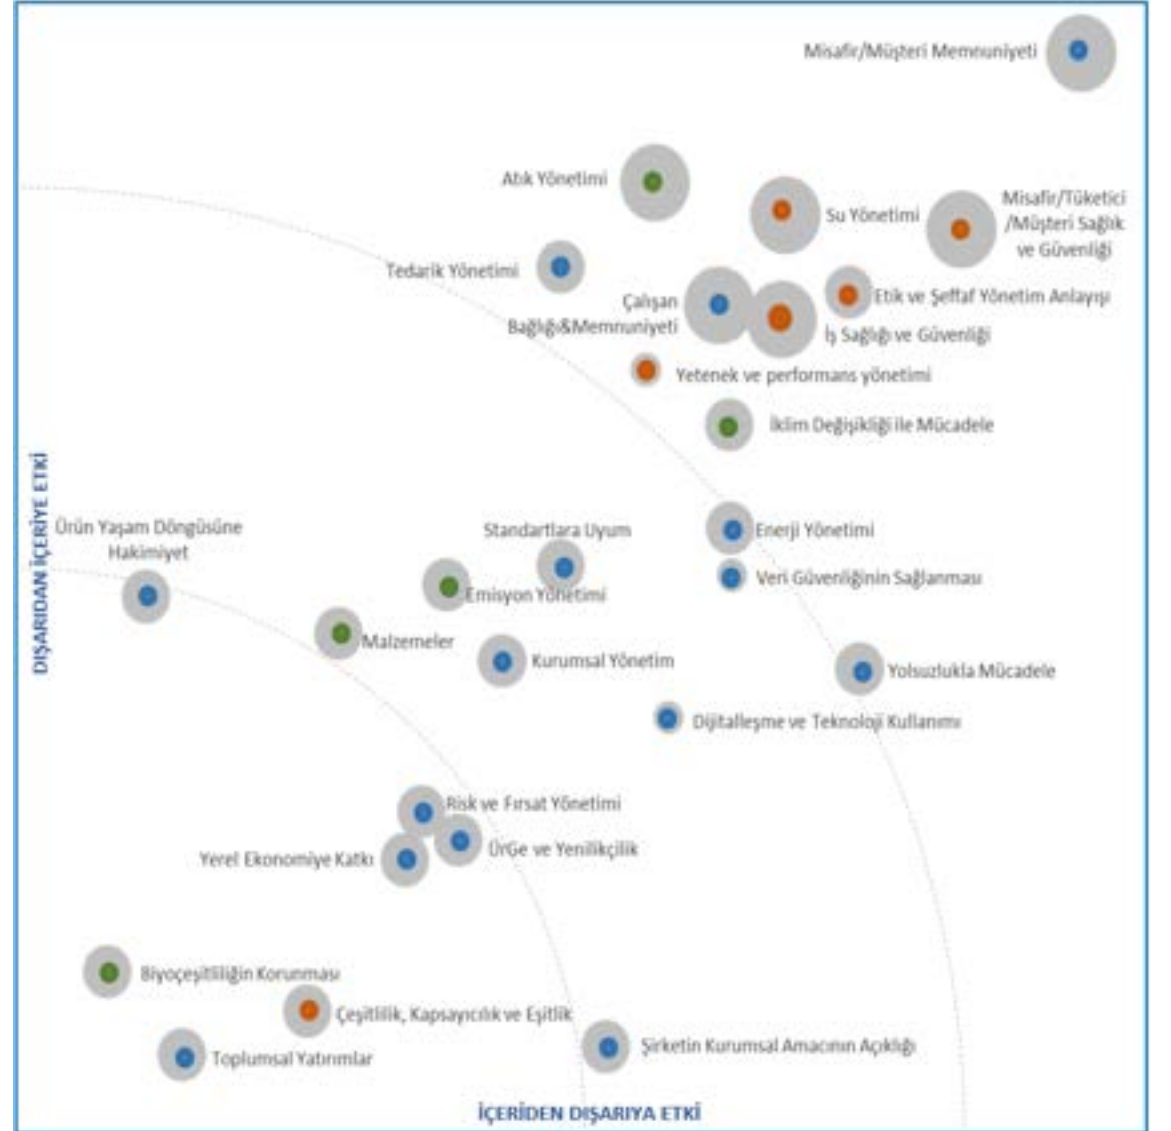 Misafir/Müşteri Memnuniyeti
Atık Yönetimi
Su Yönetimi
Misafir/Tüketici
/Müşteri Sağlık
ve Güvenliği
Tedarik Yönetimi
Çalışan
Bağlığı&Memnuniyeti
Etik ve Şeffaf Yönetim Anlayışı
İş Sağlığı ve Güvenliği
Yetenek ve performans yönetimi
İklim Değişikliği ile Mücadele
DIŞARIDAN İÇERİYE ETKİ
Ürün Yaşam Döngüsüne
Hakimiyet
Standartlara Uyum
Enerji Yönetimi
Veri Güvenliğinin Sağlanması
Emisyon Yönetimi
Malzemeler
Kurumsal Yönetim
Yolsuzlukla Mücadele
Dijitalleşme ve Teknoloji Kullanımı
Risk ve Fırsat Yönetimi
ÜrGe ve Yenilikçilik
Yerel Ekonomiye Katkı
Biyoçeşitliliğin Korunması
Çeşitlilik, Kapsayıcılık ve Eşitlik
Toplumsal Yatırımlar
Şirketin Kurumsal Amacının Açıklığı
İÇERİDEN DIŞARIYA ETKİ